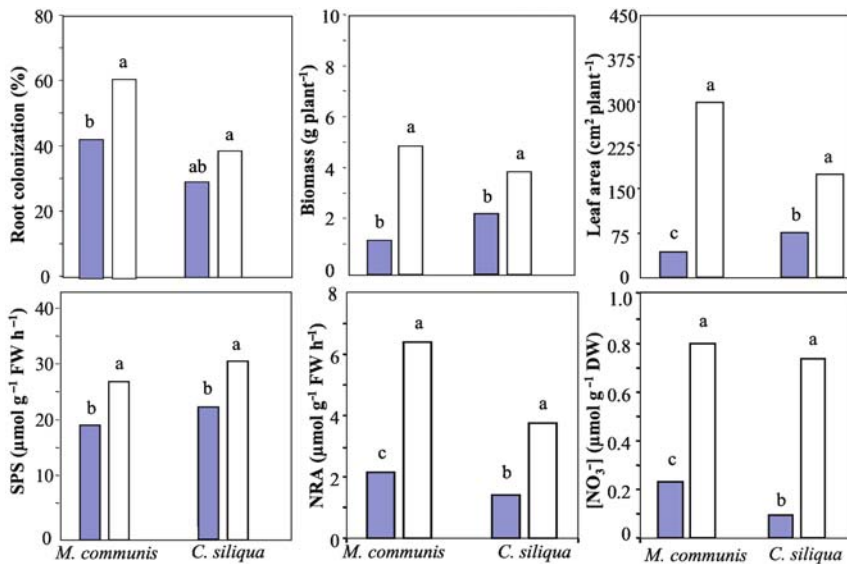 Root colonization (%)
80
60
40
20
0
b
a
ab
a
Biomass (g plant⁻¹)
10
8
6
4
2
0
b
a
b
a
Leaf area (cm² plant⁻¹)
450
375
300
225
150
75
0
c
a
b
a
SPS (µmol g⁻¹ FW h⁻¹)
40
30
20
10
0
b
a
b
a
M. communis
C. siliqua
NRA (µmol g⁻¹ FW h⁻¹)
8
6
4
2
0
c
a
b
a
M. communis
C. siliqua
[NO₃⁻] (µmol g⁻¹ DW)
1.0
0.8
0.6
0.4
0.2
0
c
a
b
a
M. communis
C. siliqua